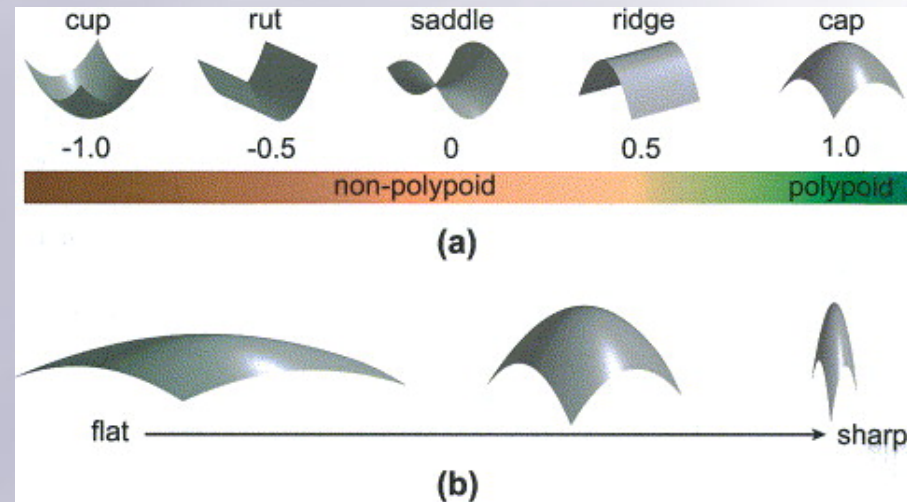 cup rut saddle ridge cap
-1.0 -0.5 0 0.5 1.0
non-polypoid polypoid
(a)
flat sharp
(b)